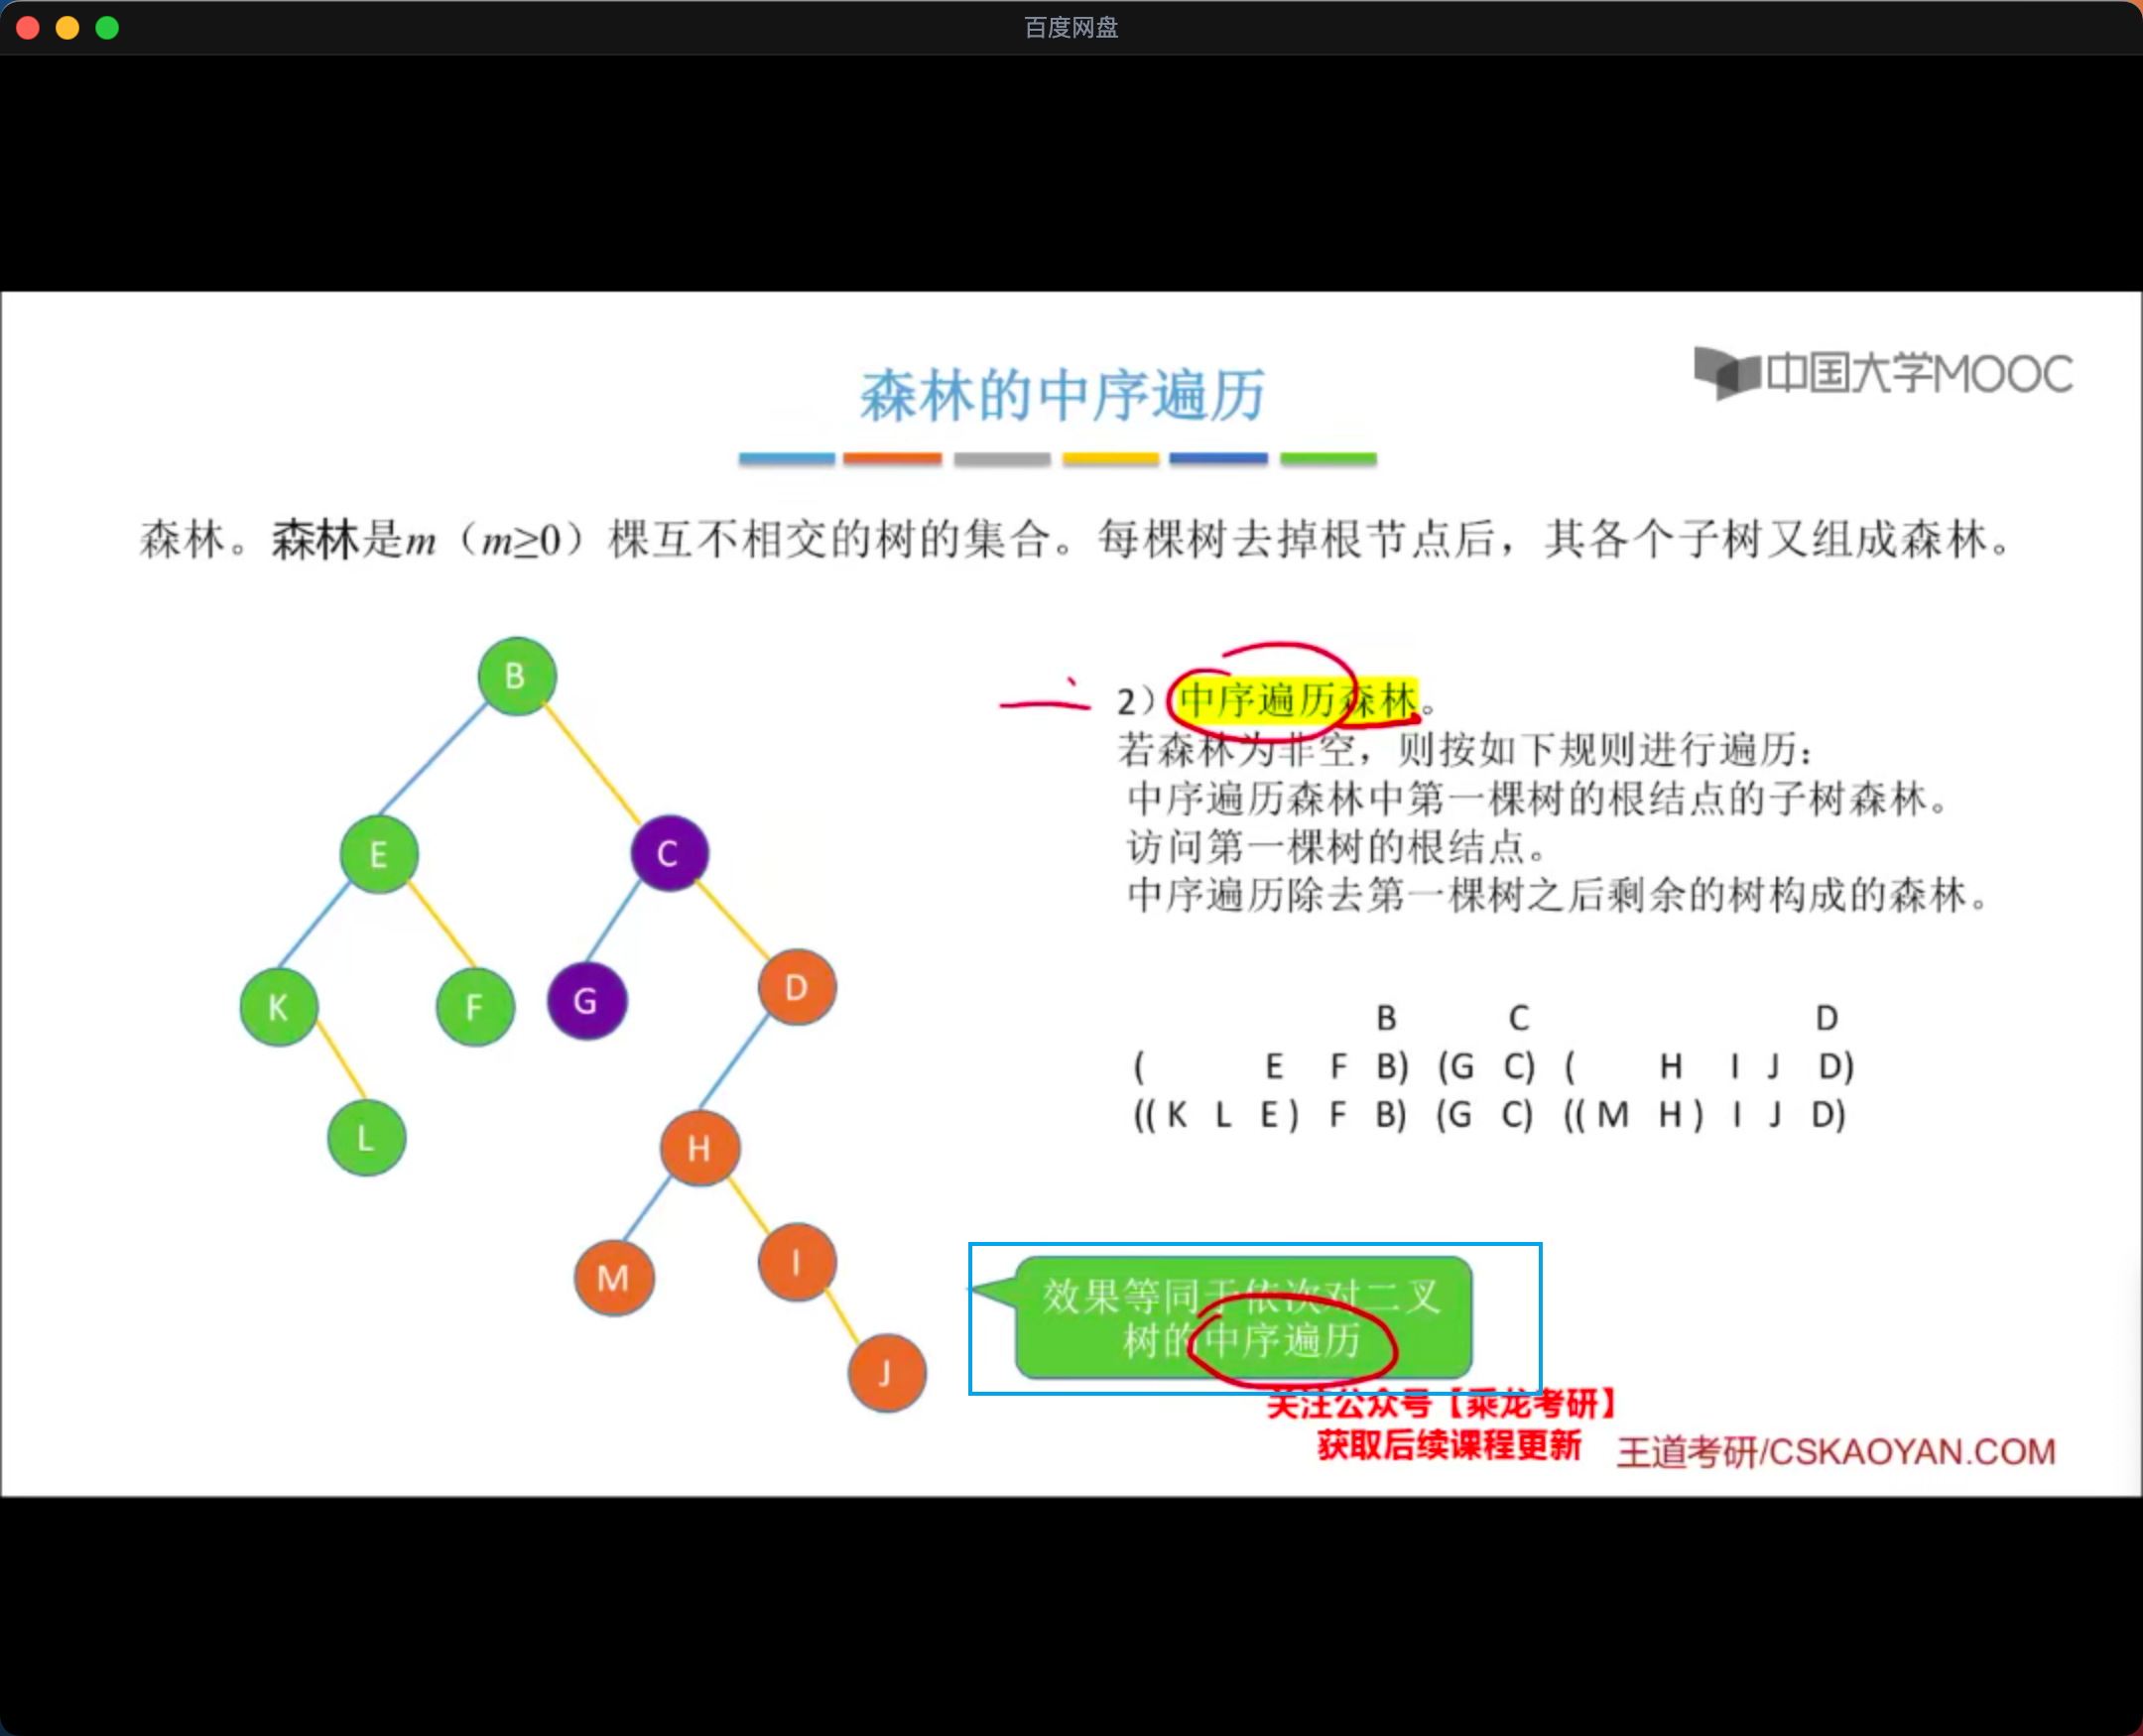 百度网盘
中国大学MOOC
森林的中序遍历
森林。森林是m（m≥0）棵互不相交的树的集合。每棵树去掉根节点后，其各个子树又组成森林。
B
E
C
K
F
G
D
L
H
M
I
J
2）中序遍历森林。
若森林为非空，则按如下规则进行遍历：
中序遍历森林中第一棵树的根结点的子树森林。
访问第一棵树的根结点。
中序遍历除去第一棵树之后剩余的树构成的森林。
B C D
( E F B) (G C) ( H I J D)
(( K L E ) F B) (G C) (( M H ) I J D)
效果等同于依次对二叉
树的中序遍历
关注公众号【乘龙考研】
获取后续课程更新
王道考研/CSKAOYAN.COM